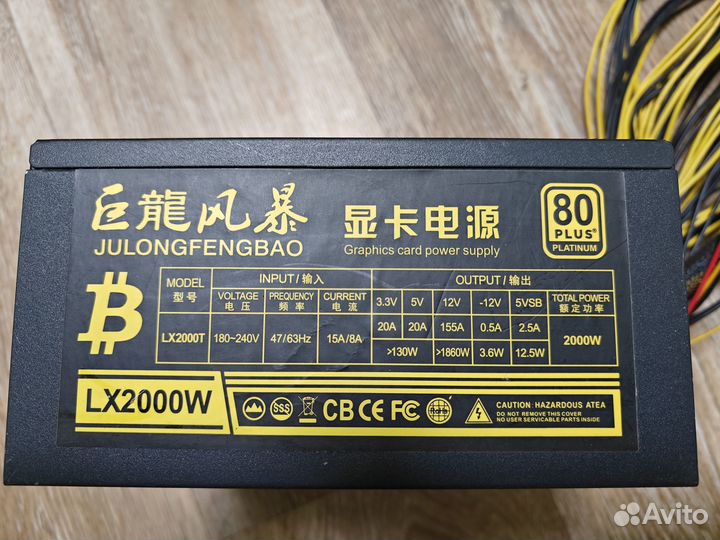 巨龍风暴
JULONGFENGBAO
显卡电源
Graphics card power supply
80
PLUS
PLATINUM
MODEL
型号
INPUT/输入
OUTPUT/输出
VOLTAGE
电压
PREQUENCY
频率
CURRENT
电流
3.3V 5V 12V -12V 5VSB
TOTAL POWER
额定功率
LX2000T 180~240V 47/63Hz 15A/8A
20A 20A 155A 0.5A 2.5A
>130W >1860W 3.6W 12.5W
2000W
LX2000W
SSS
CB CE FC
CAUTION: HAZARDOUS ATEA
DO NOT REMOVE THIS COVER
NO USER SERVICABLE PARTS INSIDE
Avito